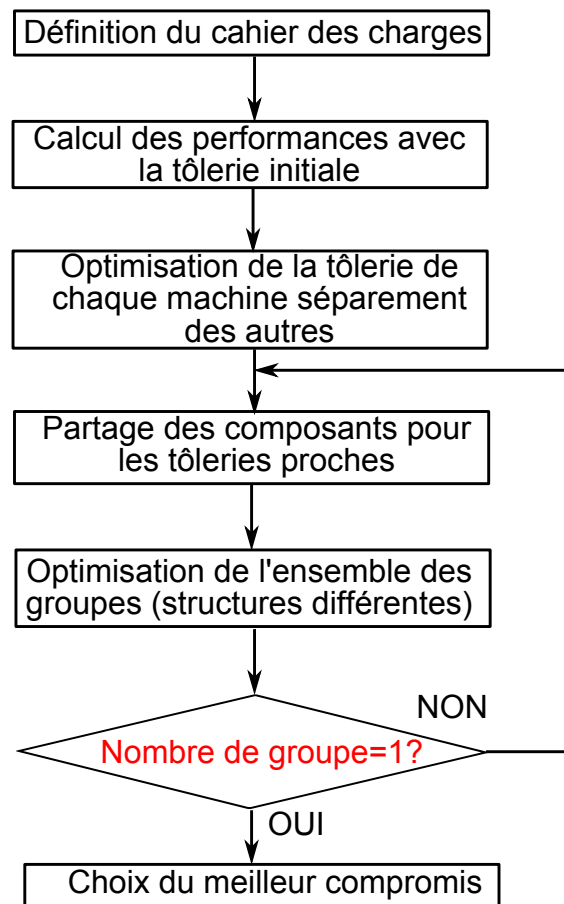 Définition du cahier des charges
Calcul des performances avec
la tôlerie initiale
Optimisation de la tôlerie de
chaque machine séparement
des autres
Partage des composants pour
les tôleries proches
Optimisation de l'ensemble des
groupes (structures différentes)
NON
Nombre de groupe=1?
OUI
Choix du meilleur compromis